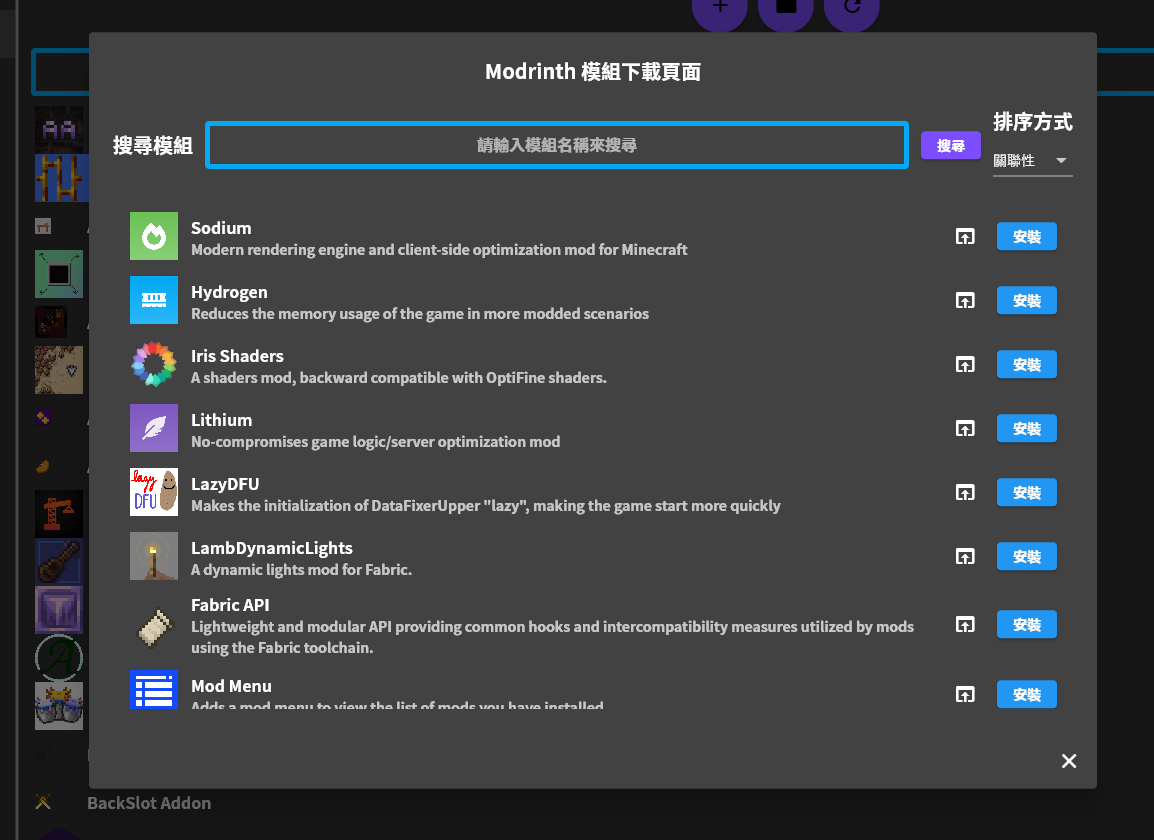 Modrinth 模組下載頁面
搜尋模組
請輸入模組名稱來搜尋
搜尋
排序方式
關聯性
Sodium
Modern rendering engine and client-side optimization mod for Minecraft
安裝
Hydrogen
Reduces the memory usage of the game in more modded scenarios
安裝
Iris Shaders
A shaders mod, backward compatible with OptiFine shaders.
安裝
Lithium
No-compromises game logic/server optimization mod
安裝
lazy
DFU
LazyDFU
Makes the initialization of DataFixerUpper "lazy", making the game start more quickly
安裝
LambDynamicLights
A dynamic lights mod for Fabric.
安裝
Fabric API
Lightweight and modular API providing common hooks and intercompatibility measures utilized by mods
using the Fabric toolchain.
安裝
Mod Menu
Adds a mod menu to view the list of mods you have installed.
安裝
AA
T
A
BackSlot Addon